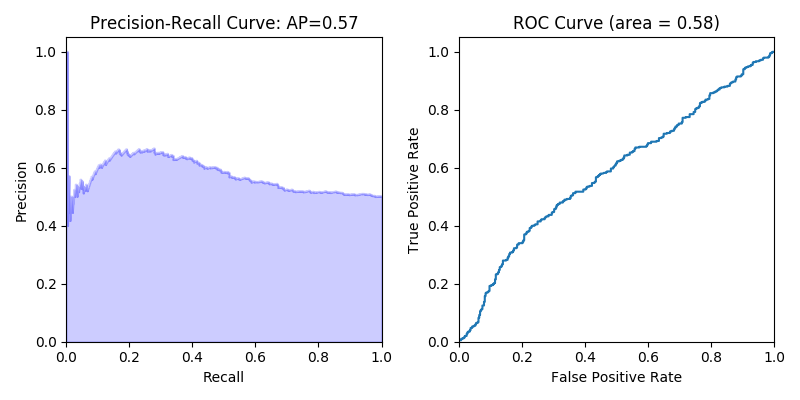 Precision-Recall Curve: AP=0.57
1.0
0.8
0.6
0.4
0.2
0.0
Precision
0.0 0.2 0.4 0.6 0.8 1.0
Recall
ROC Curve (area = 0.58)
1.0
0.8
0.6
0.4
0.2
0.0
True Positive Rate
0.0 0.2 0.4 0.6 0.8 1.0
False Positive Rate